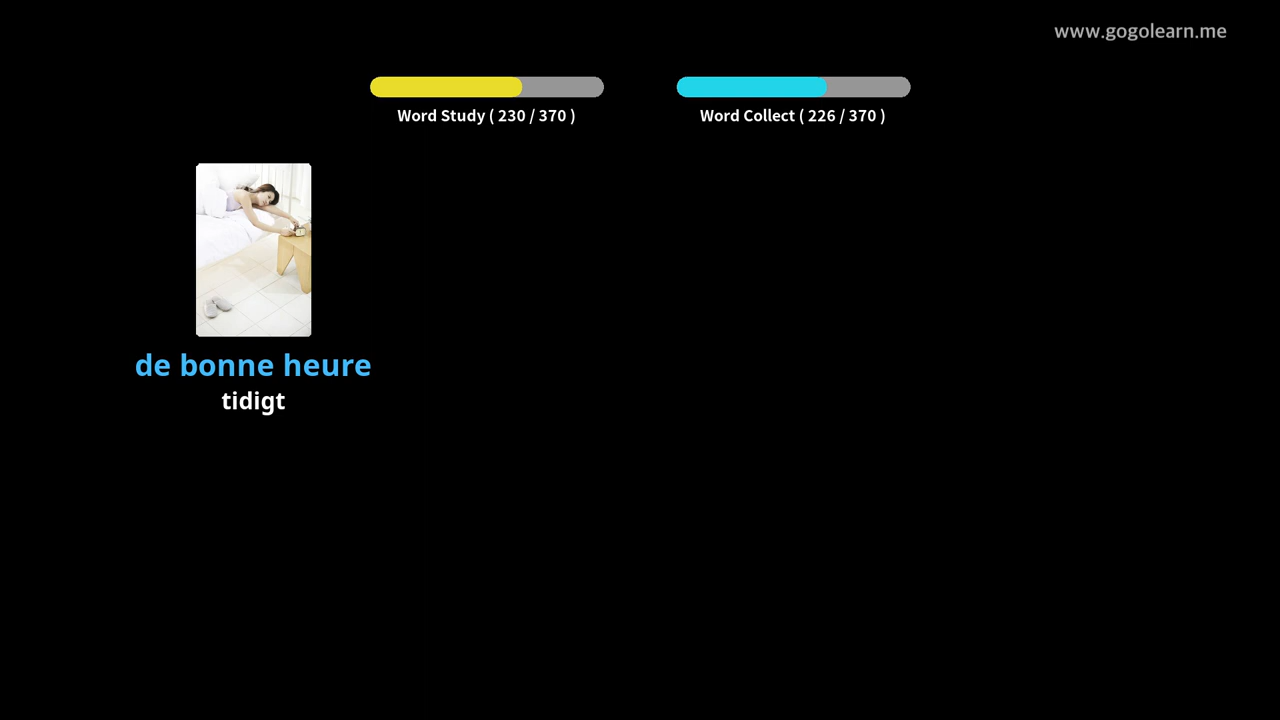 www.gogolearn.me
Word Study ( 230 / 370 )
Word Collect ( 226 / 370 )
de bonne heure
tidigt